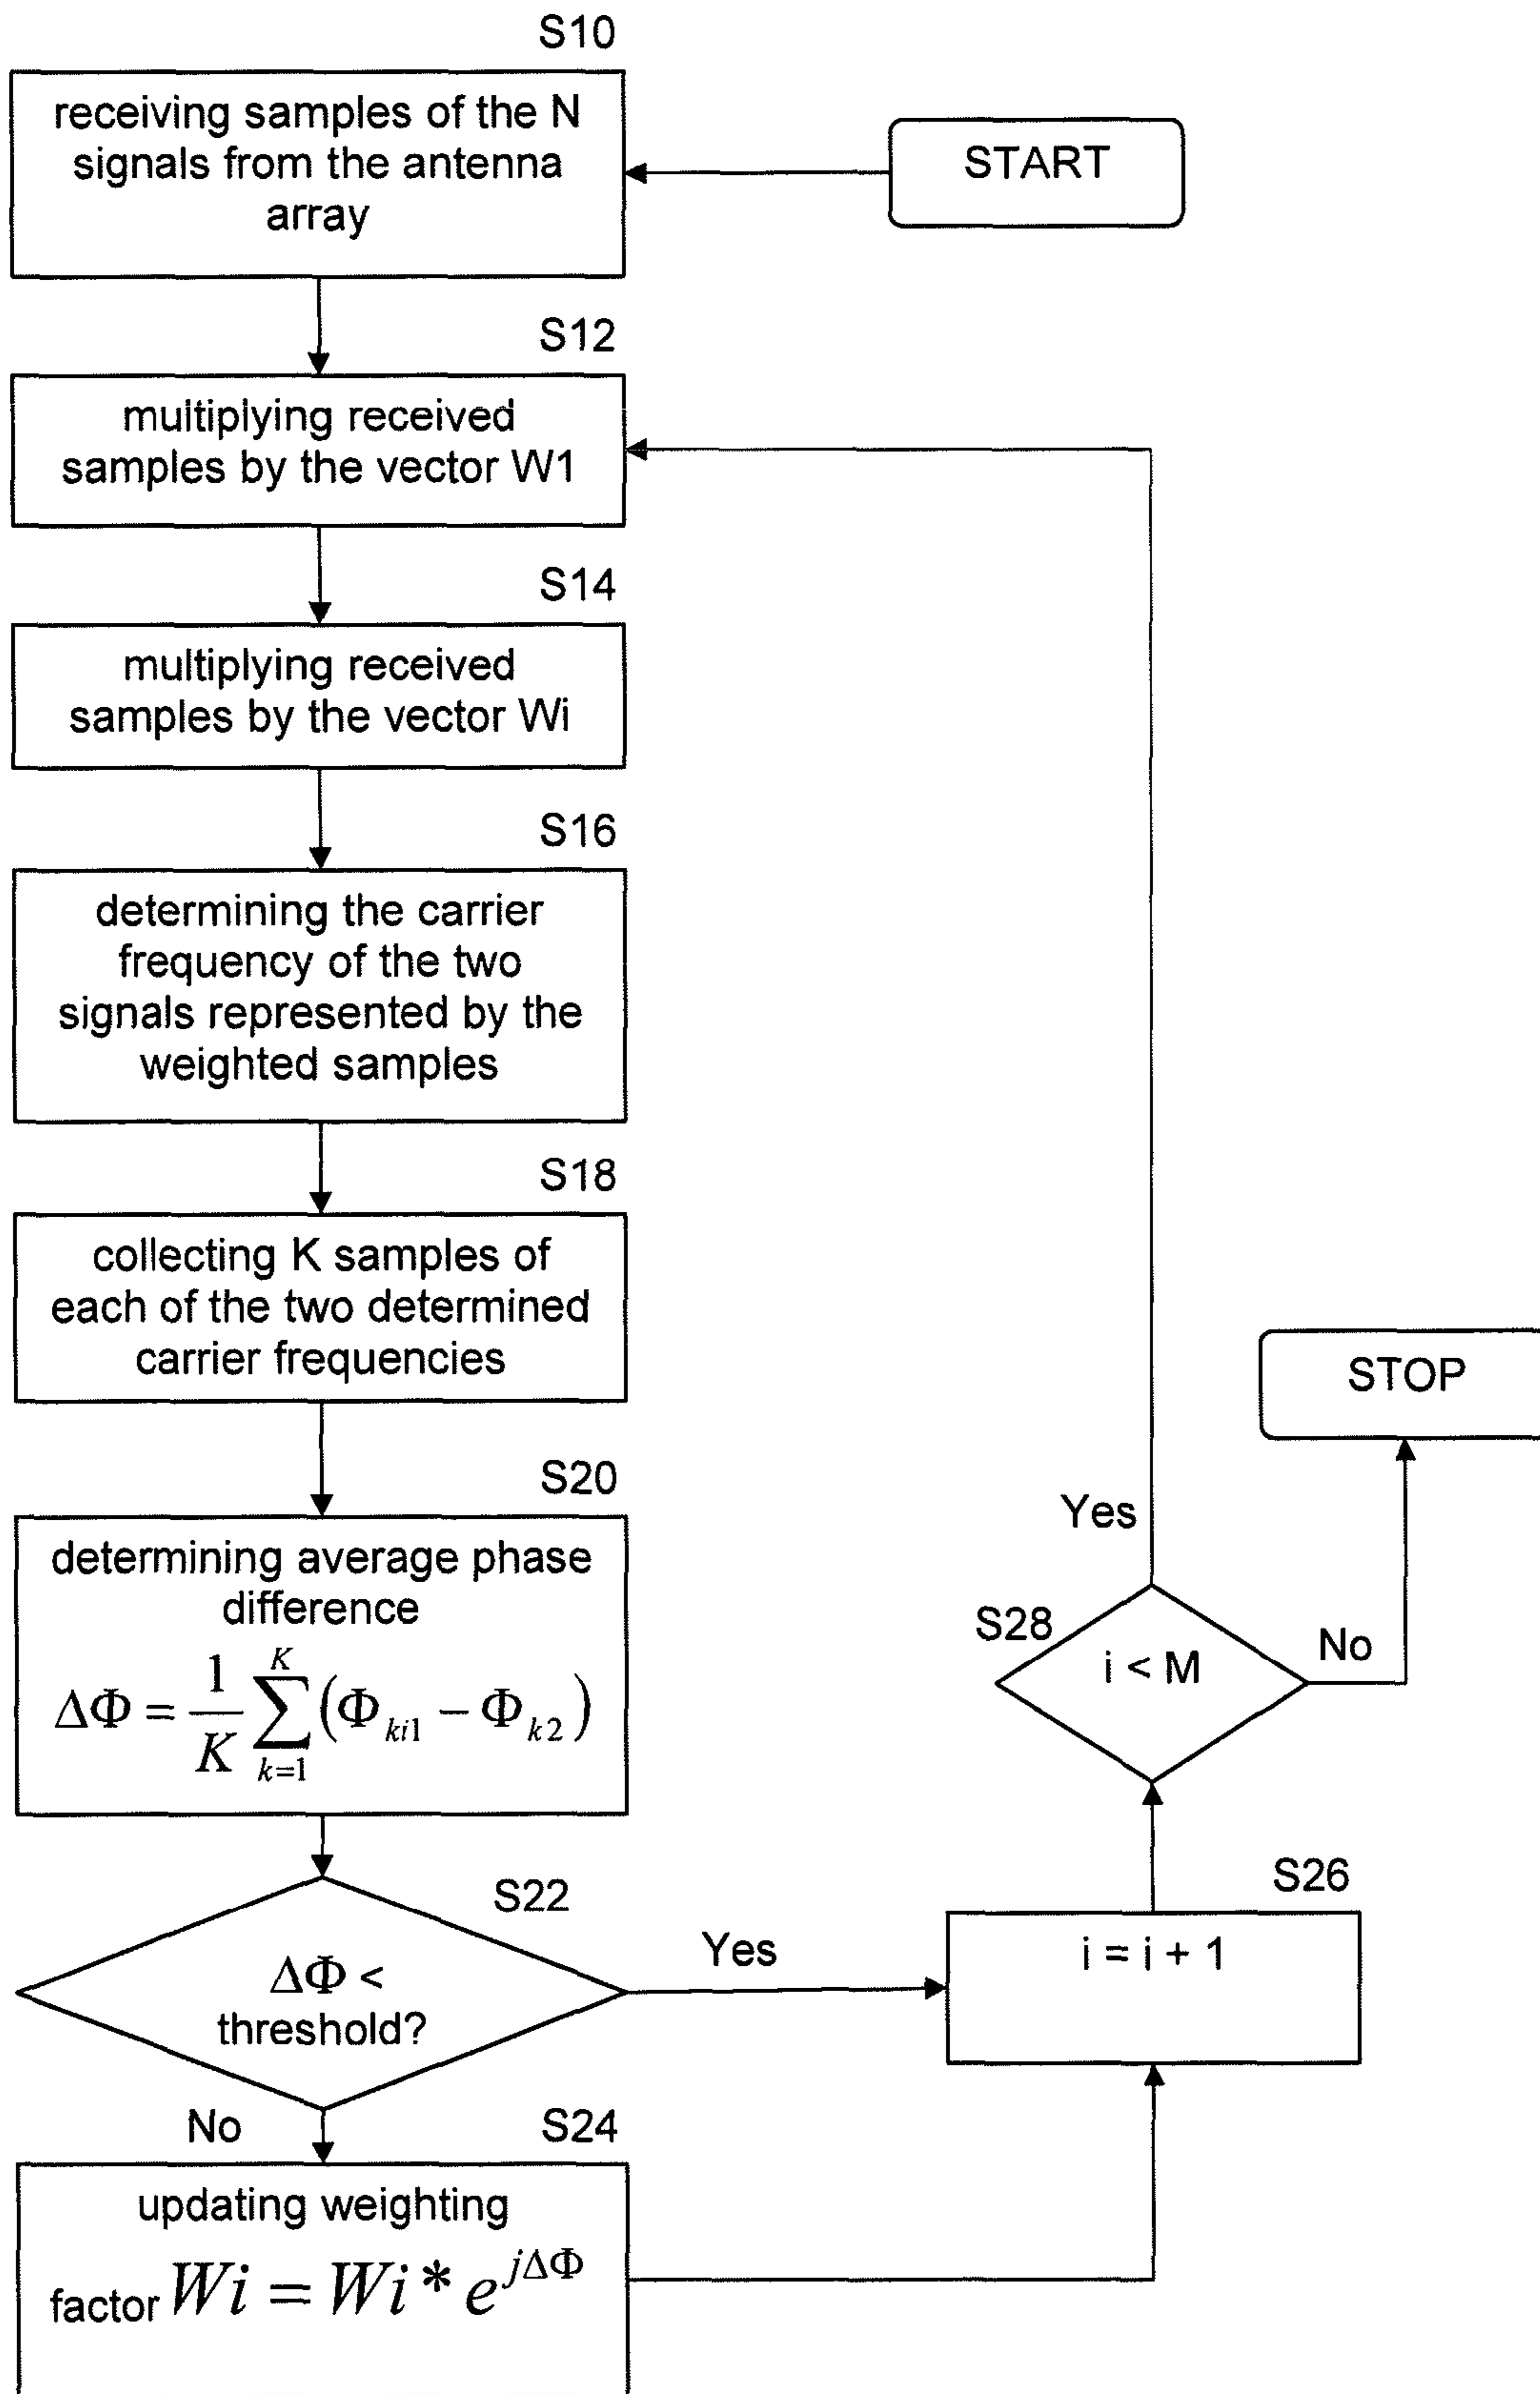 S10
receiving samples of the N
signals from the antenna
array
START
S12
multiplying received
samples by the vector W1
S14
multiplying received
samples by the vector Wi
S16
determining the carrier
frequency of the two
signals represented by the
weighted samples
S18
collecting K samples of
each of the two determined
carrier frequencies
STOP
S20
determining average phase
difference
ΔΦ = 1/K ∑_{k=1}^{K} (Φ_{ki1} − Φ_{k2})
Yes
S28
i < M
No
S22
ΔΦ <
threshold?
Yes
S26
i = i + 1
No
S24
updating weighting
factor Wi = Wi * e^{jΔΦ}